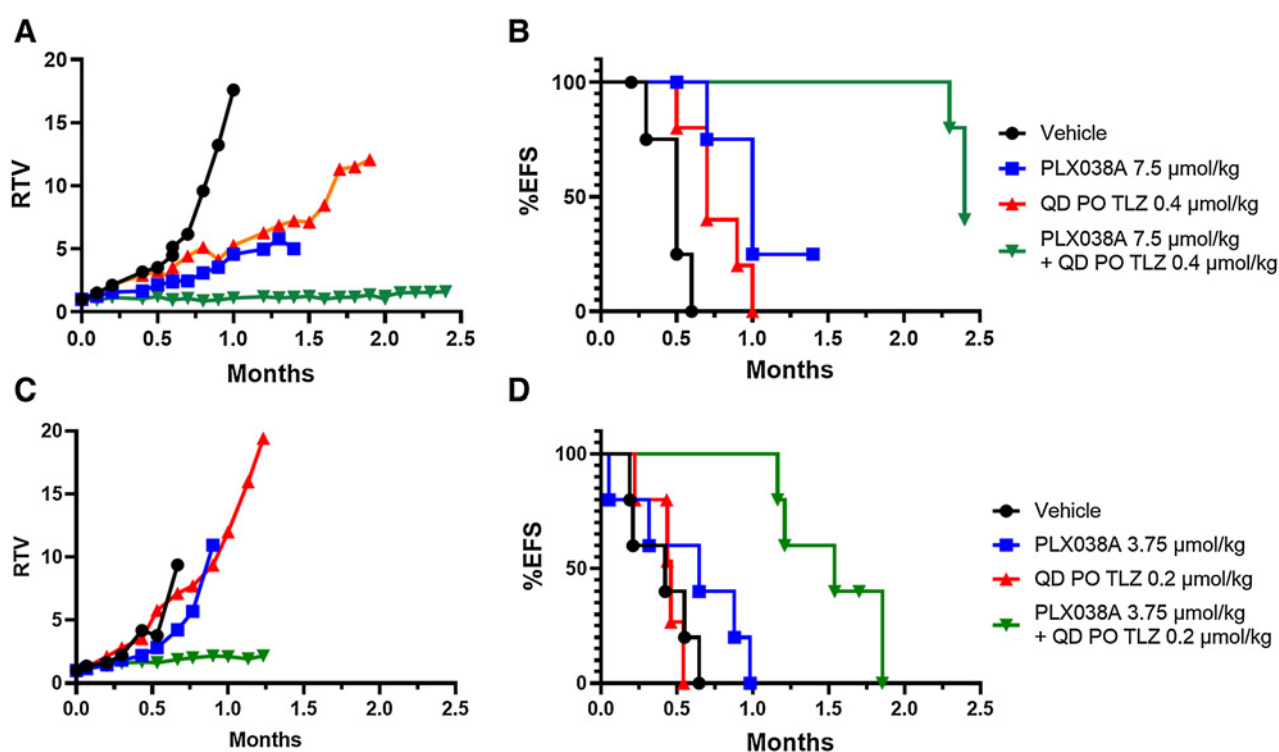 A
20
15
10
5
0
RTV
0.0 0.5 1.0 1.5 2.0 2.5
Months
B
100
50
0
%EFS
0.0 0.5 1.0 1.5 2.0 2.5
Months
Vehicle
PLX038A 7.5 µmol/kg
QD PO TLZ 0.4 µmol/kg
PLX038A 7.5 µmol/kg
+ QD PO TLZ 0.4 µmol/kg
C
20
15
10
5
0
RTV
0.0 0.5 1.0 1.5 2.0 2.5
Months
D
100
50
0
%EFS
0.0 0.5 1.0 1.5 2.0 2.5
Months
Vehicle
PLX038A 3.75 µmol/kg
QD PO TLZ 0.2 µmol/kg
PLX038A 3.75 µmol/kg
+ QD PO TLZ 0.2 µmol/kg